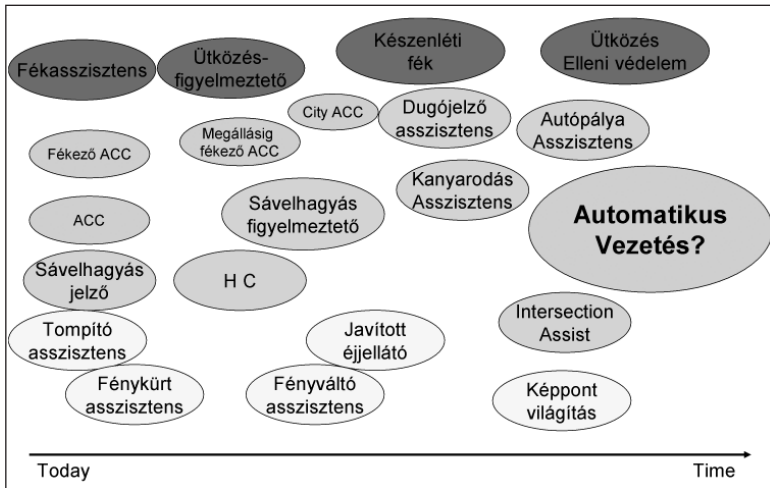 Fékasszisztens
Ütközés-
figyelmeztető
Készenléti
fék
Ütközés
Elleni védelem
City ACC
Dugójelző
asszisztens
Autópálya
Asszisztens
Fékező ACC
Megállásig
fékező ACC
Kanyarodás
Asszisztens
ACC
Sávelhagyás
figyelmeztető
Automatikus
Vezetés?
Sávelhagyás
jelző
H C
Intersection
Assist
Tompító
asszisztens
Javított
éjjellátó
Fénykürt
asszisztens
Fényváltó
asszisztens
Képpont
világítás
Today
Time